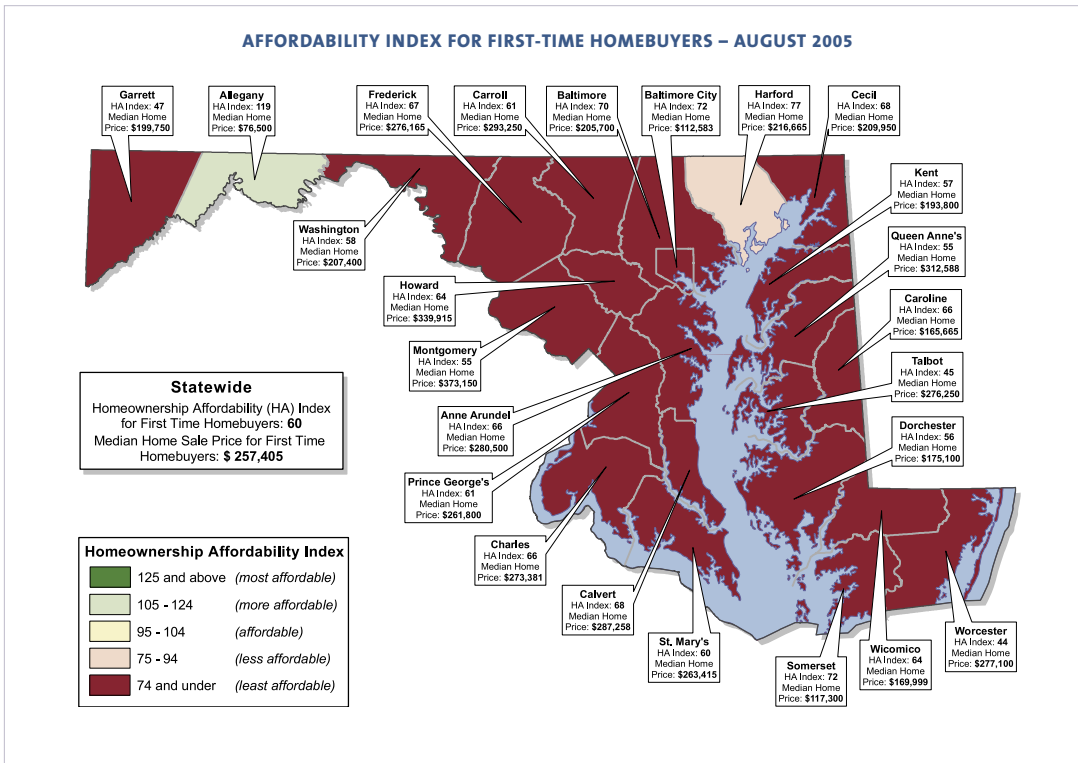 AFFORDABILITY INDEX FOR FIRST-TIME HOMEBUYERS – AUGUST 2005
Garrett
HA Index: 47
Median Home
Price: $199,750
Allegany
HA Index: 119
Median Home
Price: $76,500
Frederick
HA Index: 67
Median Home
Price: $276,165
Carroll
HA Index: 61
Median Home
Price: $293,250
Baltimore
HA Index: 70
Median Home
Price: $205,700
Baltimore City
HA Index: 72
Median Home
Price: $112,583
Harford
HA Index: 77
Median Home
Price: $216,665
Cecil
HA Index: 68
Median Home
Price: $209,950
Kent
HA Index: 57
Median Home
Price: $193,800
Washington
HA Index: 58
Median Home
Price: $207,400
Queen Anne's
HA Index: 55
Median Home
Price: $312,588
Howard
HA Index: 64
Median Home
Price: $339,915
Caroline
HA Index: 66
Median Home
Price: $165,665
Montgomery
HA Index: 55
Median Home
Price: $373,150
Talbot
HA Index: 45
Median Home
Price: $276,250
Statewide
Homeownership Affordability (HA) Index
for First Time Homebuyers: 60
Median Home Sale Price for First Time
Homebuyers: $ 257,405
Anne Arundel
HA Index: 66
Median Home
Price: $280,500
Dorchester
HA Index: 56
Median Home
Price: $175,100
Prince George's
HA Index: 61
Median Home
Price: $261,800
Charles
HA Index: 66
Median Home
Price: $273,381
Calvert
HA Index: 68
Median Home
Price: $287,258
St. Mary's
HA Index: 60
Median Home
Price: $263,415
Somerset
HA Index: 72
Median Home
Price: $117,300
Wicomico
HA Index: 64
Median Home
Price: $169,999
Worcester
HA Index: 44
Median Home
Price: $277,100
Homeownership Affordability Index
125 and above (most affordable)
105 - 124 (more affordable)
95 - 104 (affordable)
75 - 94 (less affordable)
74 and under (least affordable)